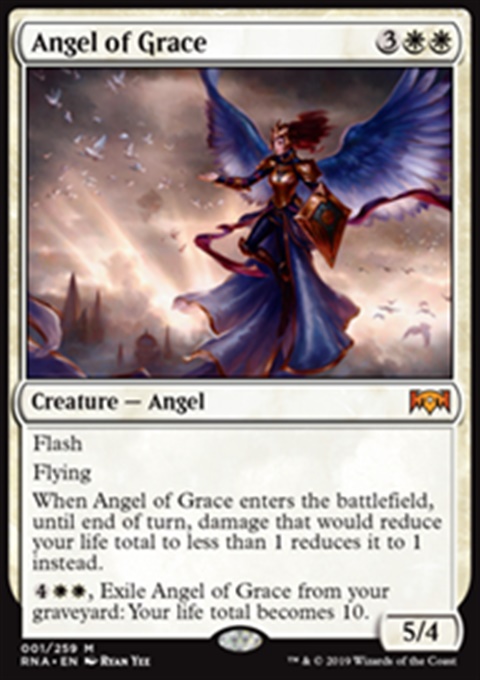 Angel of Grace 3
Creature — Angel
Flash
Flying
When Angel of Grace enters the battlefield,
until end of turn, damage that would reduce
your life total to less than 1 reduces it to 1
instead.
4, Exile Angel of Grace from your
graveyard: Your life total becomes 10.
5/4
001/259 M
RNA • EN Ryan Yee
™ & © 2019 Wizards of the Coast